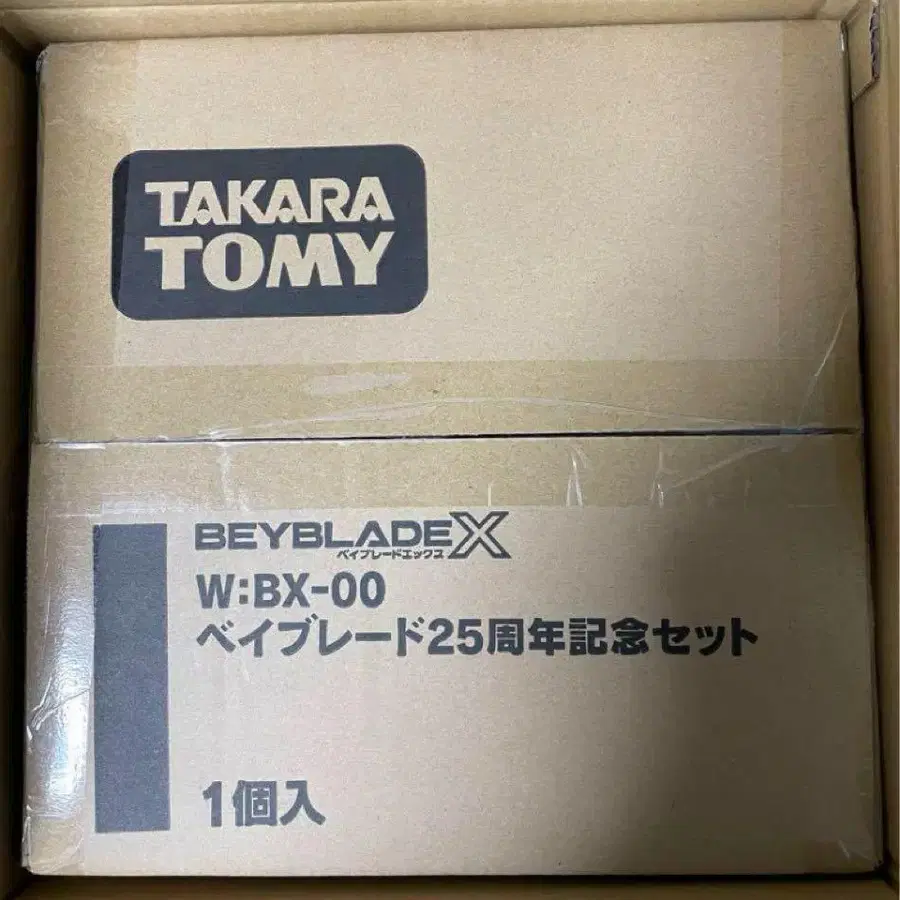 TAKARA
TOMY
BEYBLADE X
ベイブレードエックス
W:BX-00
ベイブレード25周年記念セット
1個入